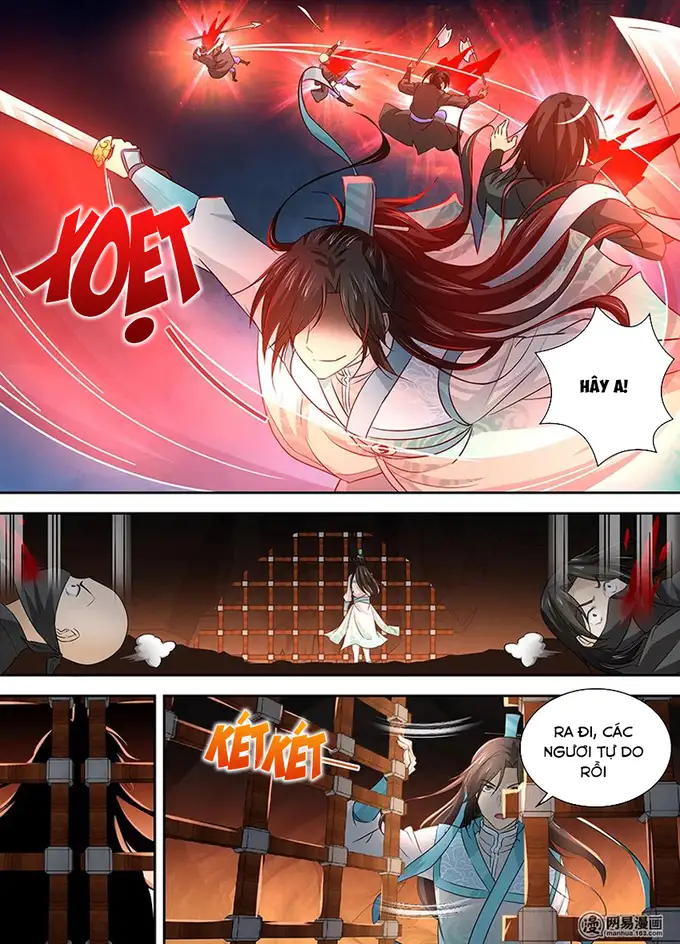 XOẸT
HÂY A!
KÉT KÉT
RA ĐI, CÁC
NGƯƠI TỰ DO
RỒI
网易漫画
manhua.163.com